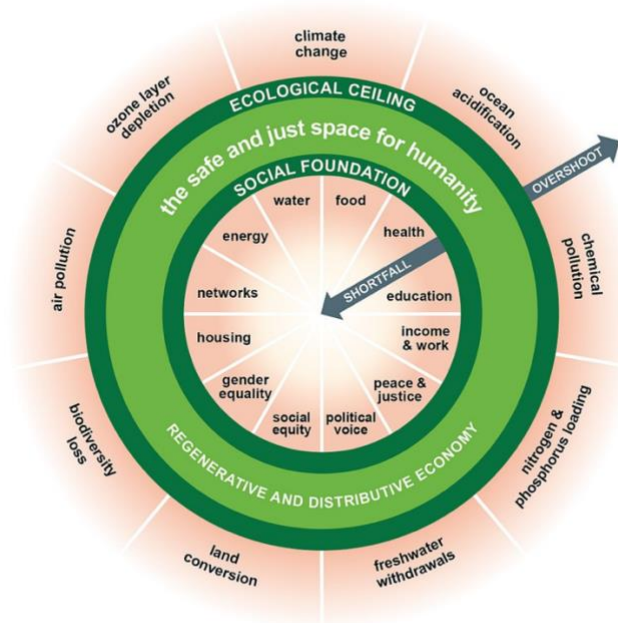 climate
change
ozone layer
depletion
ocean
acidification
ECOLOGICAL CEILING
the safe and just space for humanity
OVERSHOOT
SOCIAL FOUNDATION
water
food
energy
health
SHORTFALL
air pollution
chemical
pollution
networks
education
housing
income
& work
gender
equality
peace &
justice
social
equity
political
voice
REGENERATIVE AND DISTRIBUTIVE ECONOMY
biodiversity
loss
nitrogen &
phosphorus loading
land
conversion
freshwater
withdrawals